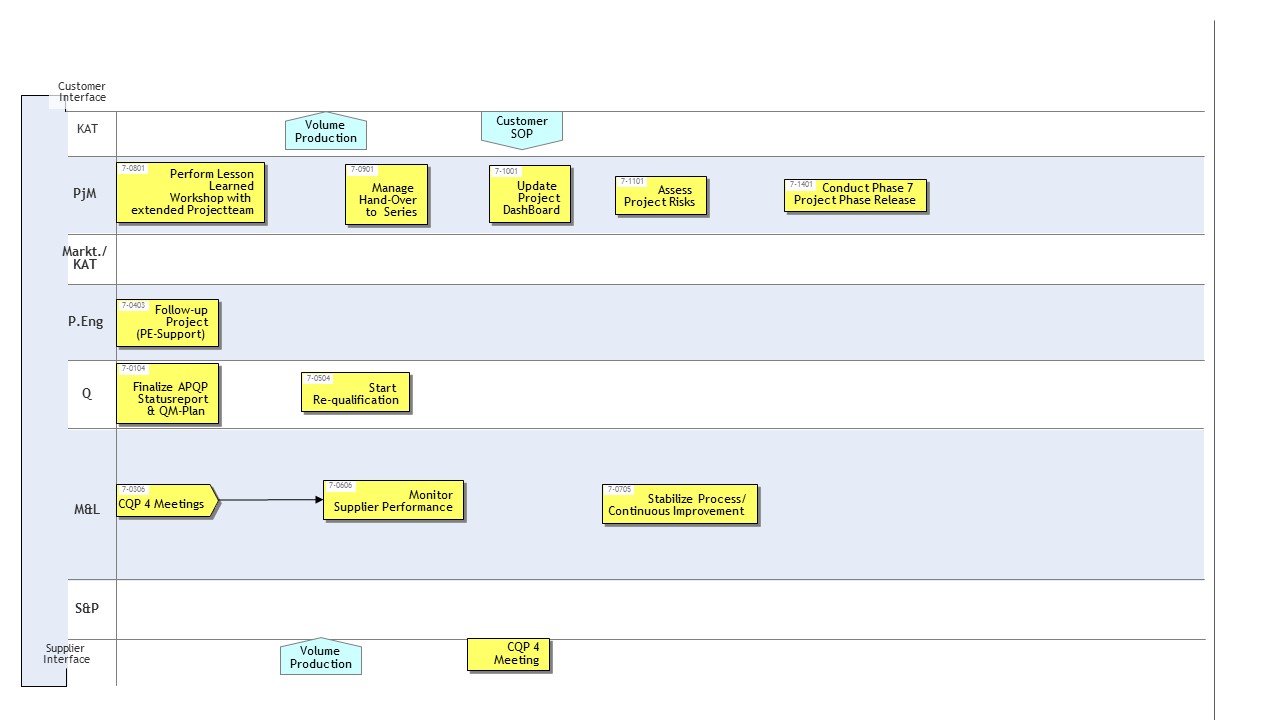 Customer
Interface
KAT
Volume
Production
Customer
SOP
PjM
7-0801
Perform Lesson
Learned
Workshop with
extended Projectteam
7-0901
Manage
Hand-Over
to Series
7-1001
Update
Project
DashBoard
7-1101
Assess
Project Risks
7-1401
Conduct Phase 7
Project Phase Release
Markt./
KAT
P.Eng
7-0403
Follow-up
Project
(PE-Support)
Q
7-0104
Finalize APQP
Statusreport
& QM-Plan
7-0504
Start
Re-qualification
M&L
7-0306
CQP 4 Meetings
7-0606
Monitor
Supplier Performance
7-0705
Stabilize Process/
Continuous Improvement
S&P
Supplier
Interface
Volume
Production
CQP 4
Meeting